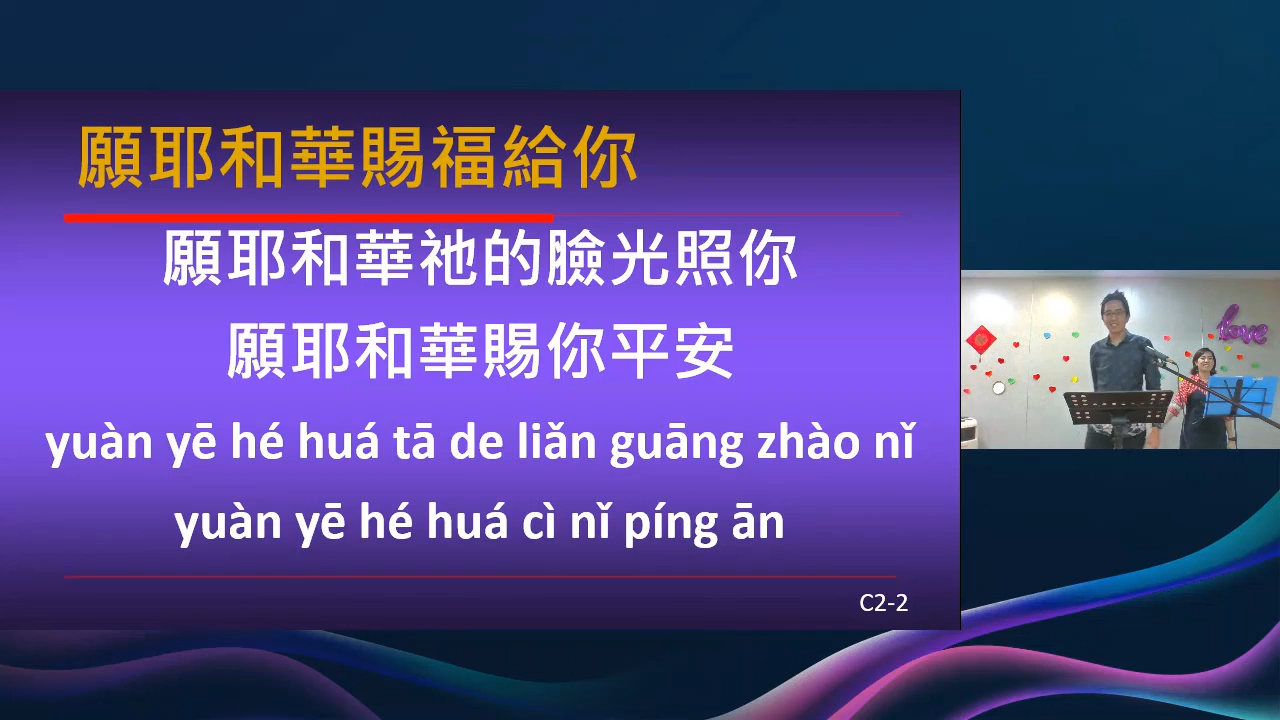 願耶和華賜福給你
願耶和華祂的臉光照你
願耶和華賜你平安
yuàn yē hé huá tā de liǎn guāng zhào nǐ
yuàn yē hé huá cì nǐ píng ān
C2-2
love